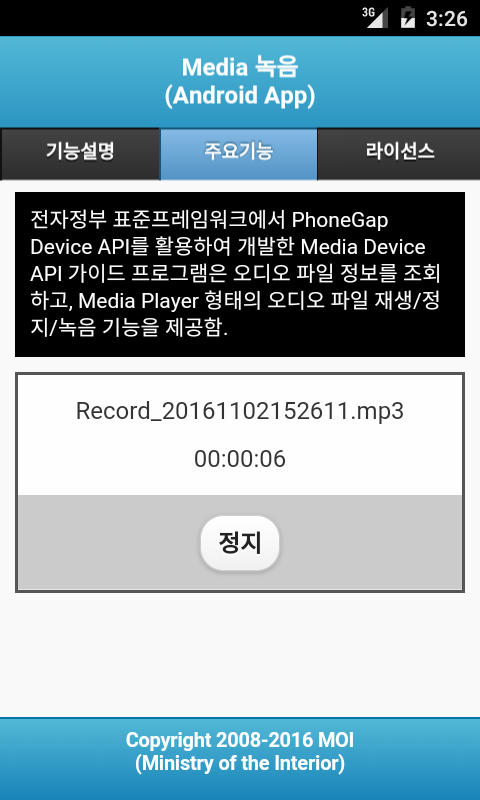 3G 3:26
Media 녹음
(Android App)
기능설명 주요기능 라이선스
전자정부 표준프레임워크에서 PhoneGap
Device API를 활용하여 개발한 Media Device
API 가이드 프로그램은 오디오 파일 정보를 조회
하고, Media Player 형태의 오디오 파일 재생/정
지/녹음 기능을 제공함.
Record_20161102152611.mp3
00:00:06
정지
Copyright 2008-2016 MOI
(Ministry of the Interior)